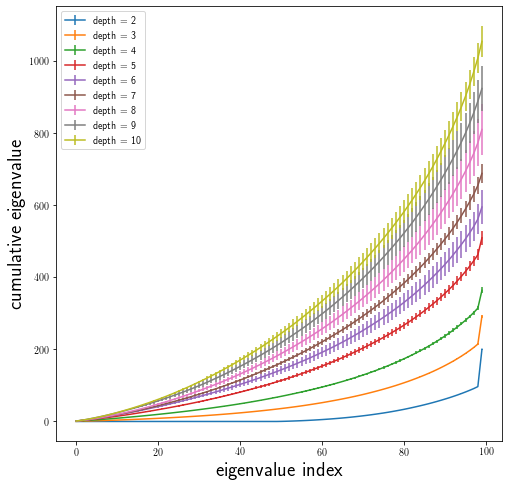 depth = 2
depth = 3
depth = 4
depth = 5
depth = 6
depth = 7
depth = 8
depth = 9
depth = 10
1000
800
600
400
200
0
cumulative eigenvalue
0 20 40 60 80 100
eigenvalue index